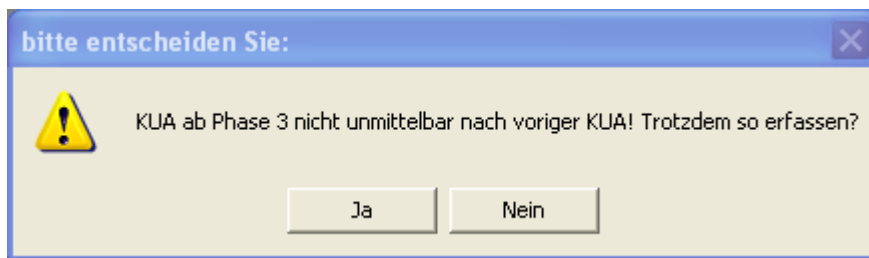 bitte entscheiden Sie:
KUA ab Phase 3 nicht unmittelbar nach voriger KUA! Trotzdem so erfassen?
Ja
Nein